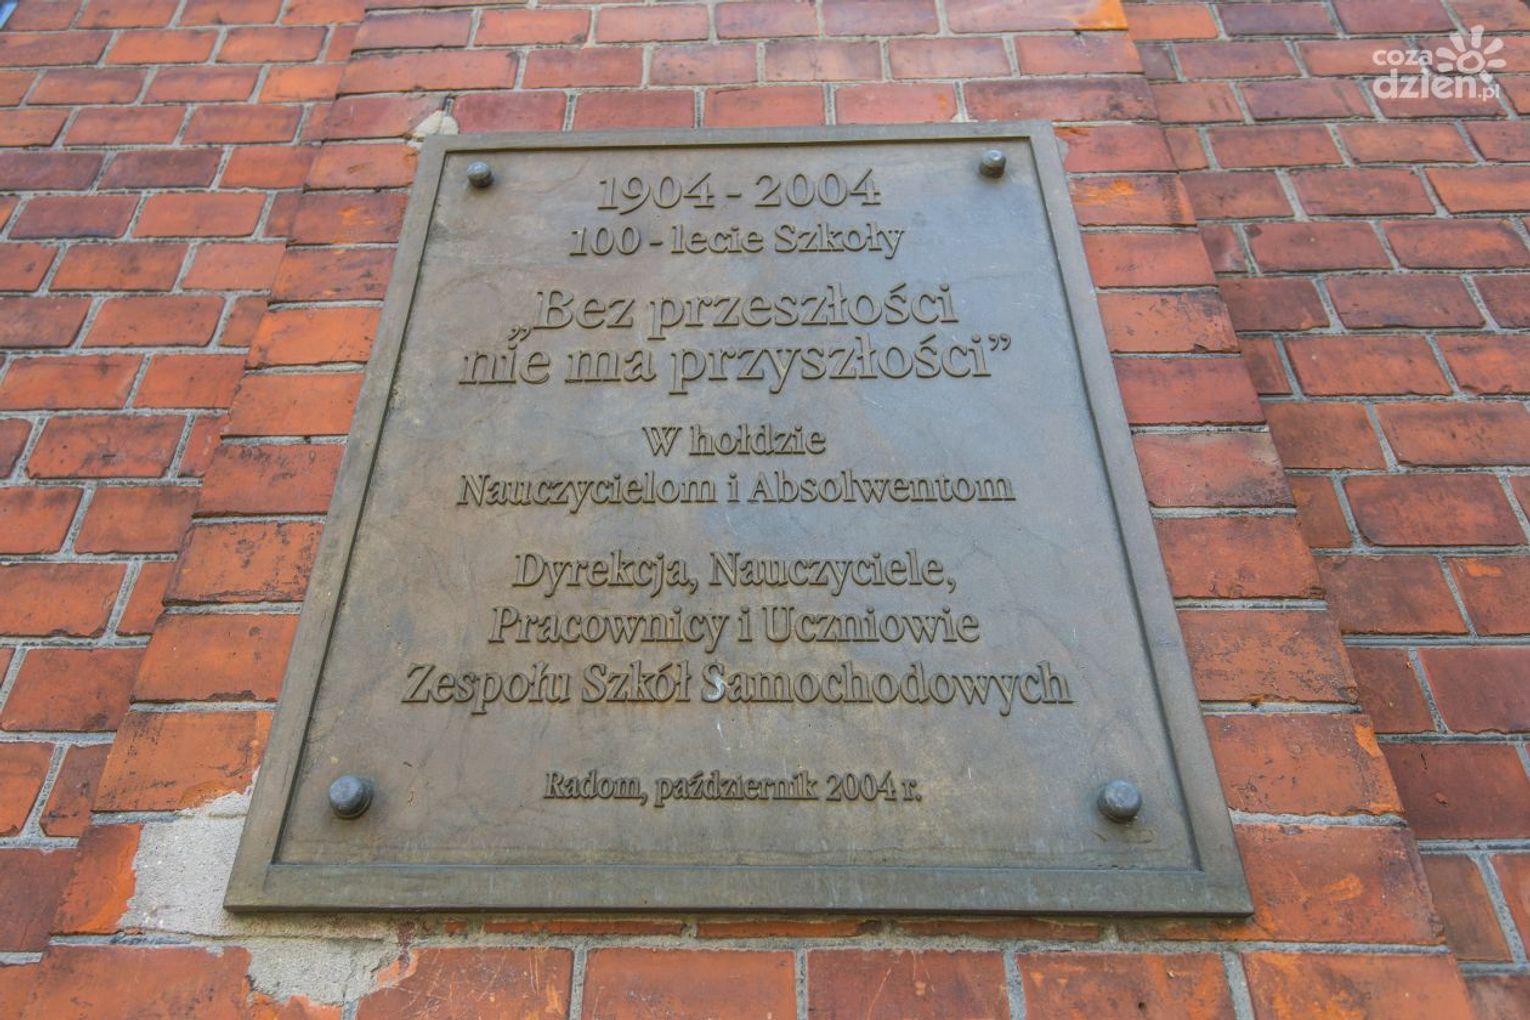 coza
dzień.pl
1904 - 2004
100 - lecie Szkoły
„Bez przeszłości
nie ma przyszłości”
W hołdzie
Nauczycielom i Absolwentom
Dyrekcja, Nauczyciele,
Pracownicy i Uczniowie
Zespołu Szkół Samochodowych
Radom, październik 2004 r.